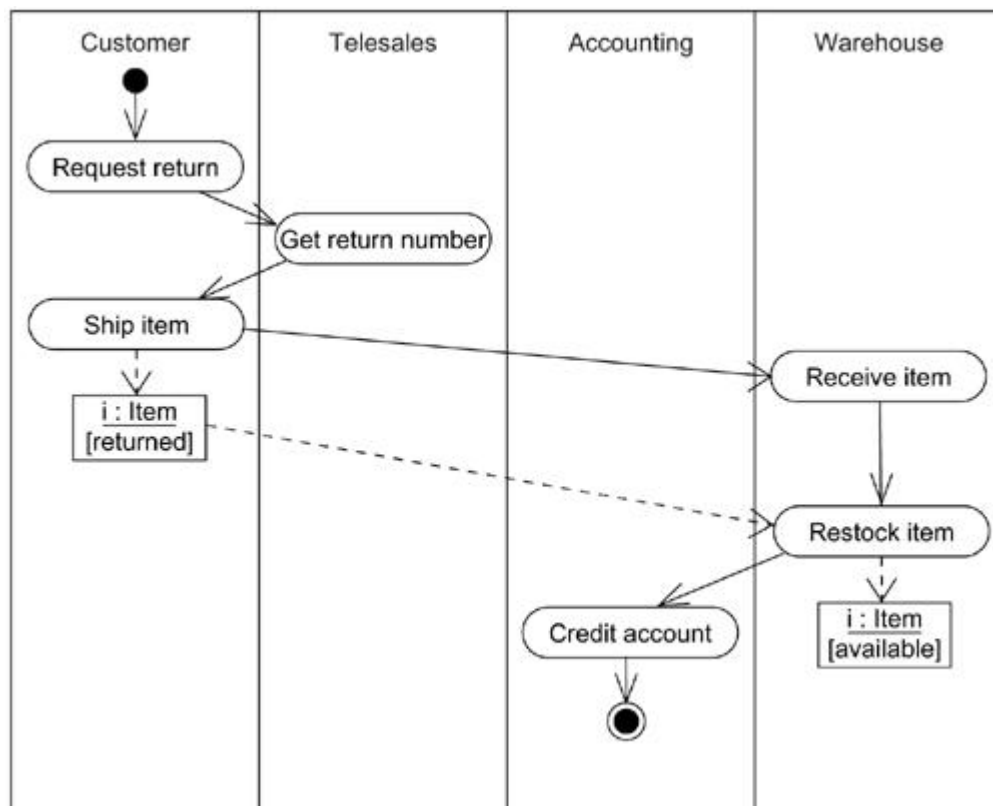 Customer
Telesales
Accounting
Warehouse
Request return
Get return number
Ship item
Receive item
i : Item
[returned]
Restock item
Credit account
i : Item
[available]